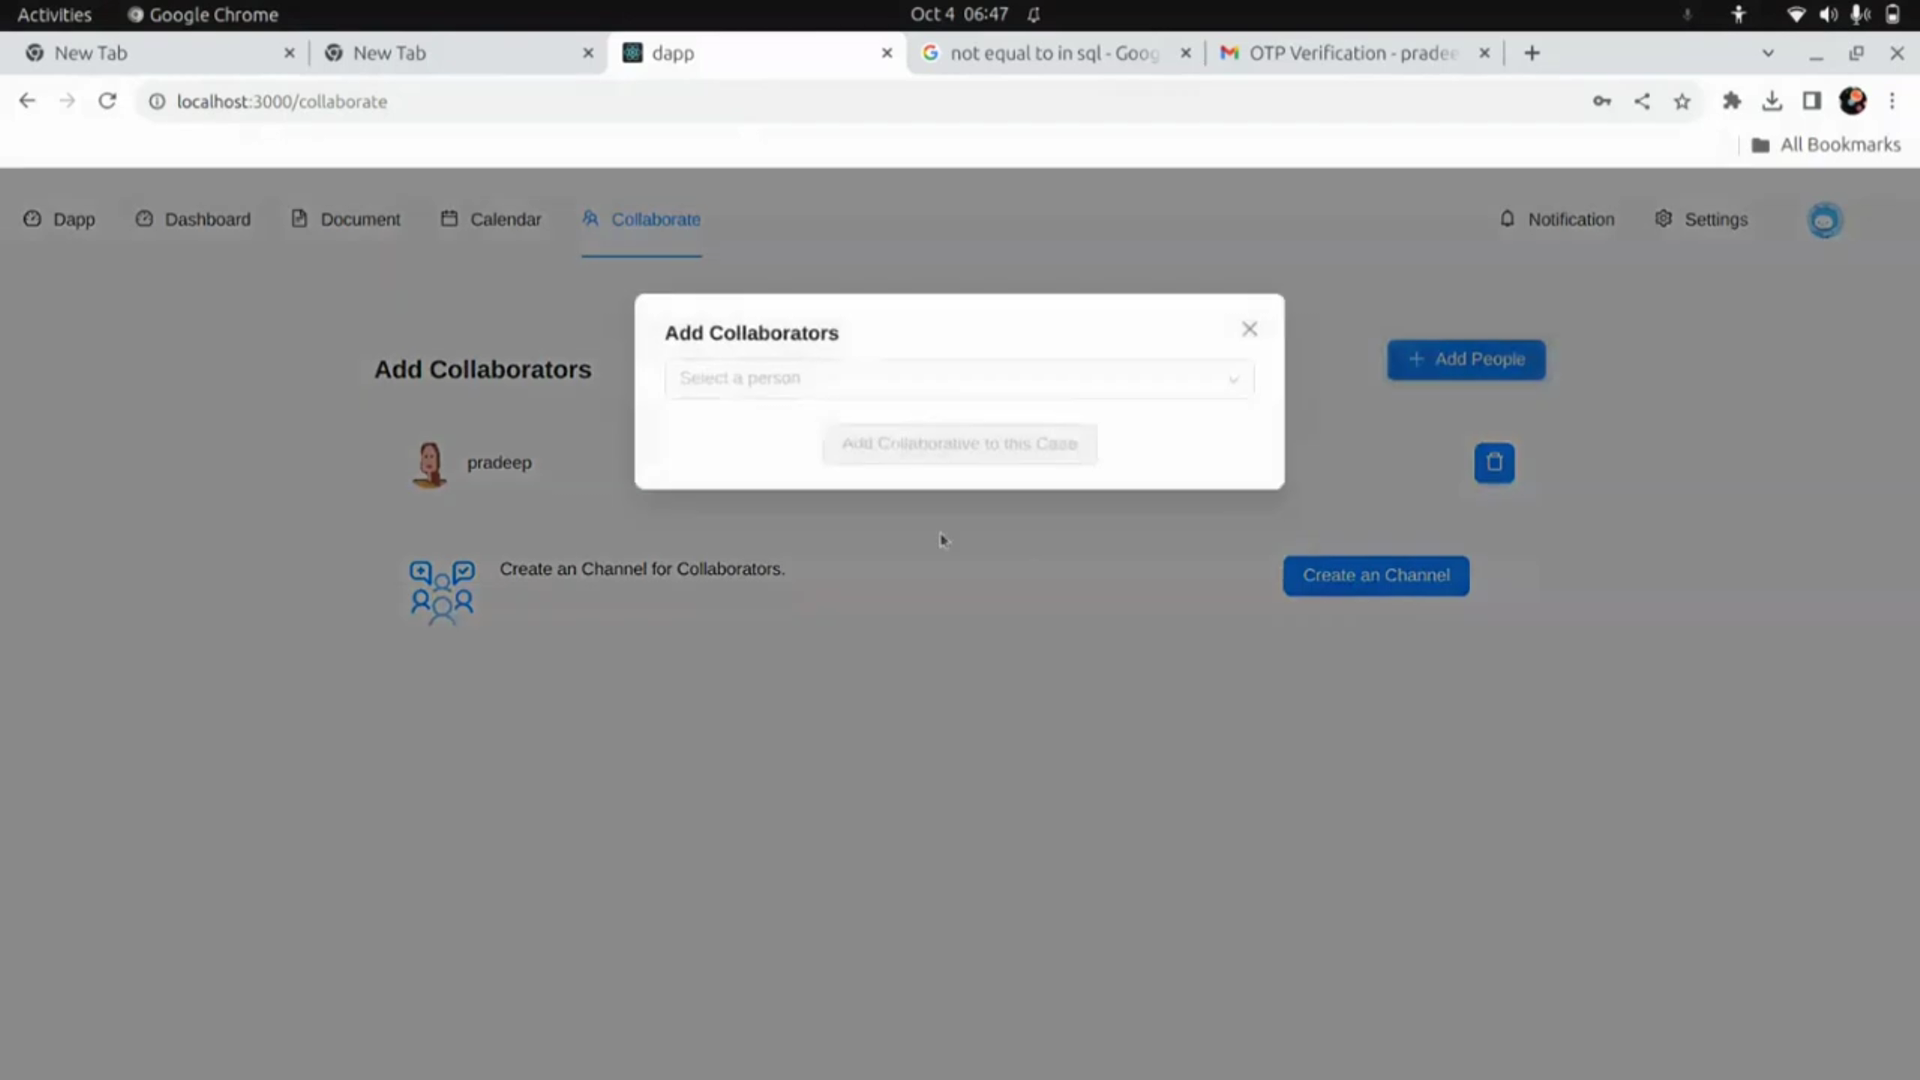 Activities Google Chrome Oct 4 06:47
New Tab New Tab dapp not equal to in sql - Goog OTP Verification - pradee
localhost:3000/collaborate
All Bookmarks
Dapp Dashboard Document Calendar Collaborate Notification Settings
Add Collaborators
Add Collaborators
Add People
Select a person
Add Collaborative to this Case
pradeep
Create an Channel for Collaborators.
Create an Channel